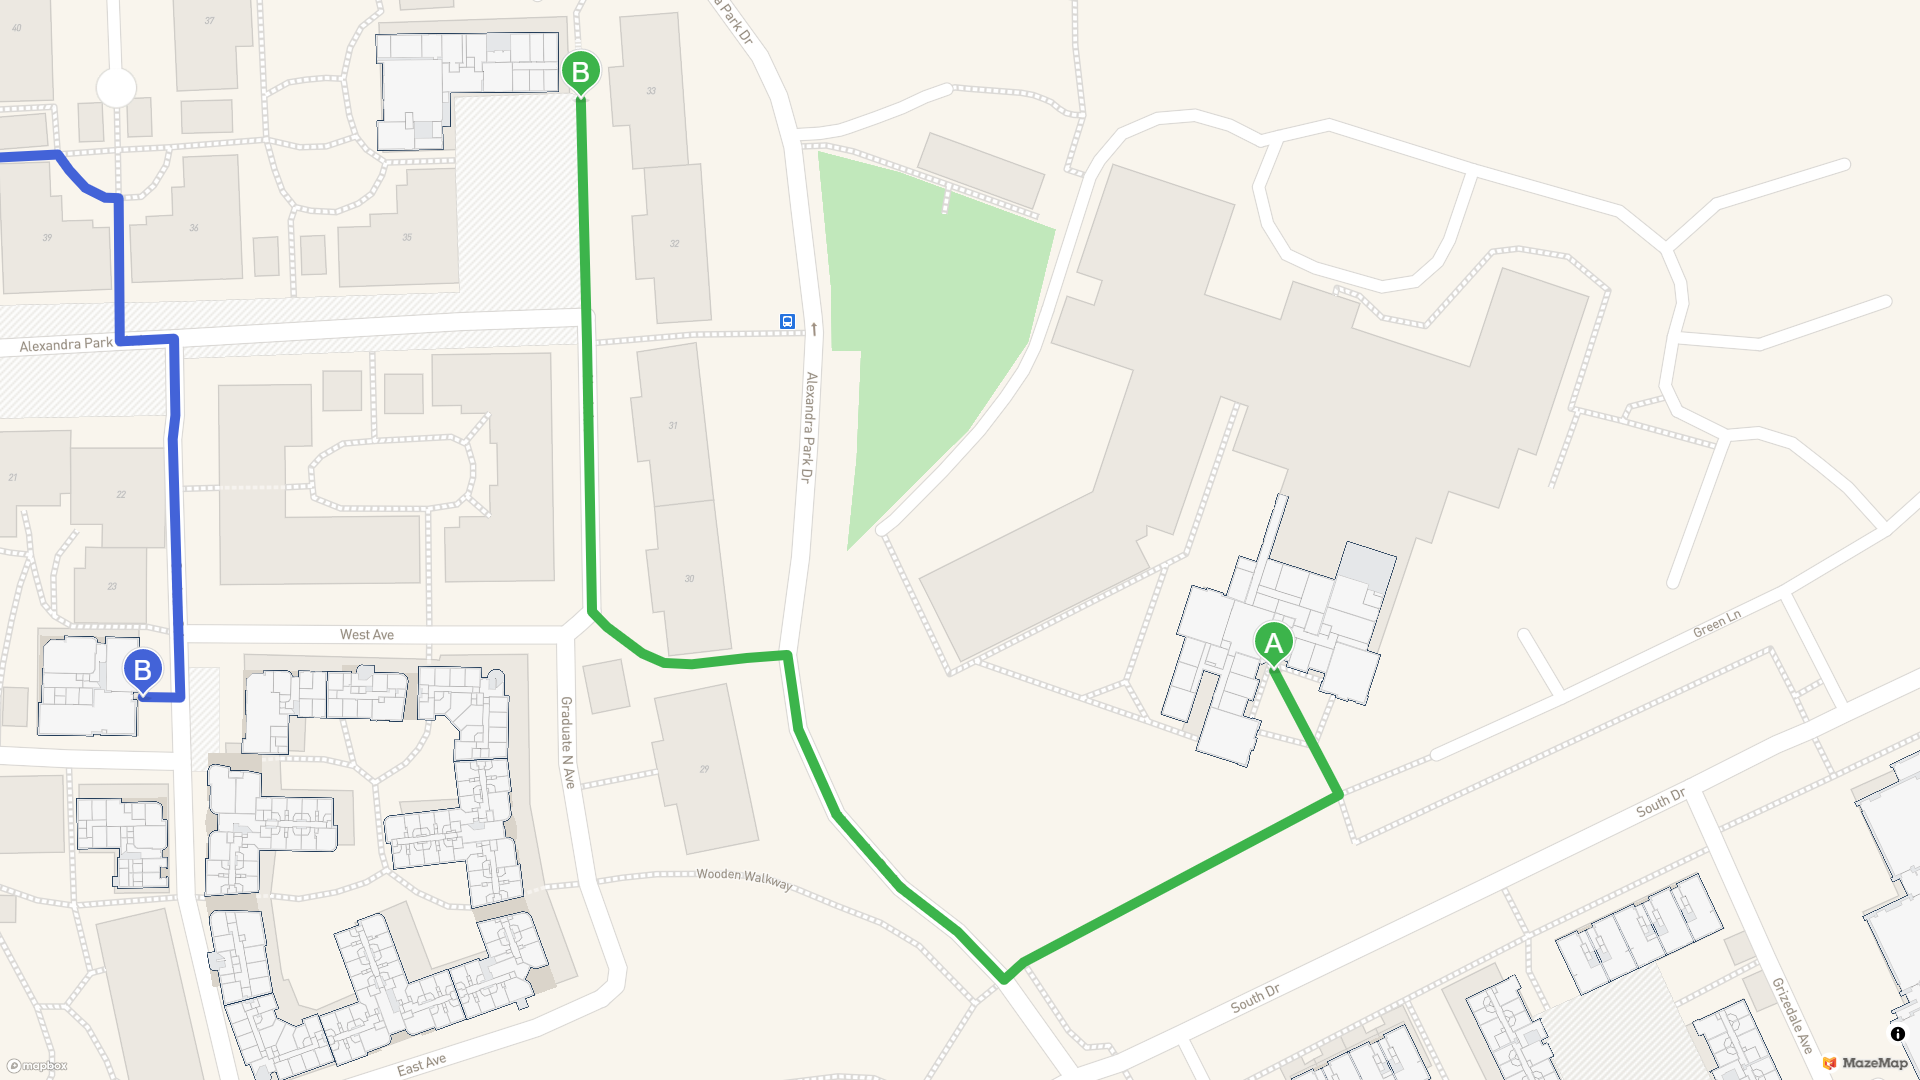 40
37
a Park Dr
B
33
39
36
35
32
Alexandra Park
Alexandra Park Dr
31
21
22
30
23
West Ave
Green Ln
A
B
Graduate N Ave
29
South Dr
Wooden Walkway
South Dr
Grizedale Ave
East Ave
mapbox
MazeMap